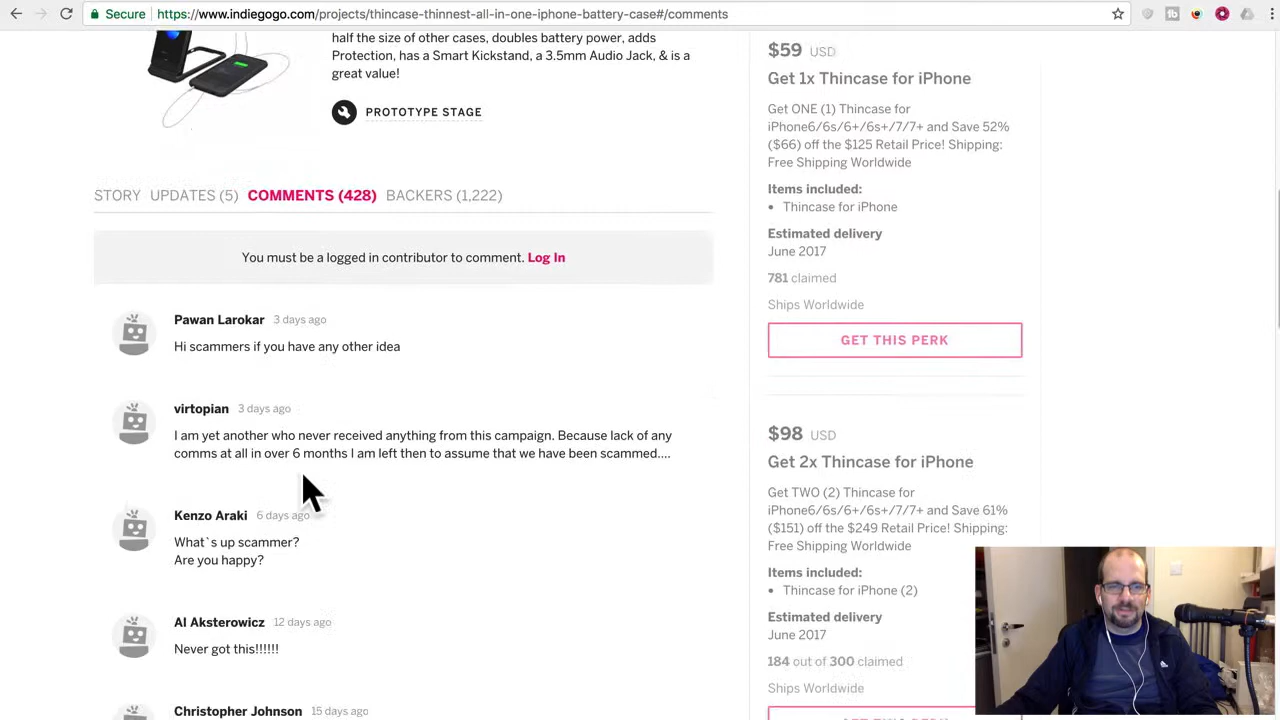 Secure
https://www.indiegogo.com/projects/thincase-thinnest-all-in-one-iphone-battery-case#/comments
half the size of other cases, doubles battery power, adds
Protection, has a Smart Kickstand, a 3.5mm Audio Jack, & is a
great value!
PROTOTYPE STAGE
STORY UPDATES (5) COMMENTS (428) BACKERS (1,222)
You must be a logged in contributor to comment. Log In
Pawan Larokar 3 days ago
Hi scammers if you have any other idea
virtopian 3 days ago
I am yet another who never received anything from this campaign. Because lack of any
comms at all in over 6 months I am left then to assume that we have been scammed....
Kenzo Araki 6 days ago
What`s up scammer?
Are you happy?
Al Aksterowicz 12 days ago
Never got this!!!!!!
Christopher Johnson 15 days ago
$59 USD
Get 1x Thincase for iPhone
Get ONE (1) Thincase for
iPhone6/6s/6+/6s+/7/7+ and Save 52%
($66) off the $125 Retail Price! Shipping:
Free Shipping Worldwide
Items included:
• Thincase for iPhone
Estimated delivery
June 2017
781 claimed
Ships Worldwide
GET THIS PERK
$98 USD
Get 2x Thincase for iPhone
Get TWO (2) Thincase for
iPhone6/6s/6+/6s+/7/7+ and Save 61%
($151) off the $249 Retail Price! Shipping:
Free Shipping Worldwide
Items included:
• Thincase for iPhone (2)
Estimated delivery
June 2017
184 out of 300 claimed
Ships Worldwide